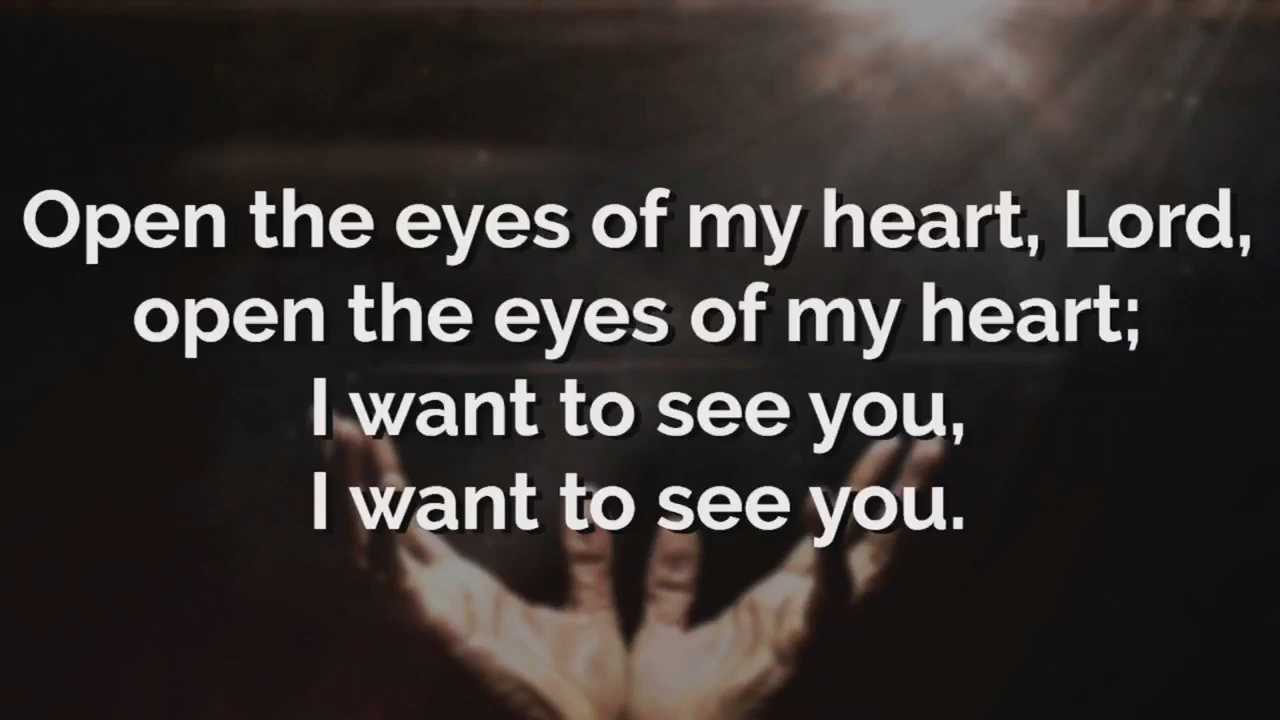 Open the eyes of my heart, Lord,
open the eyes of my heart;
I want to see you,
I want to see you.